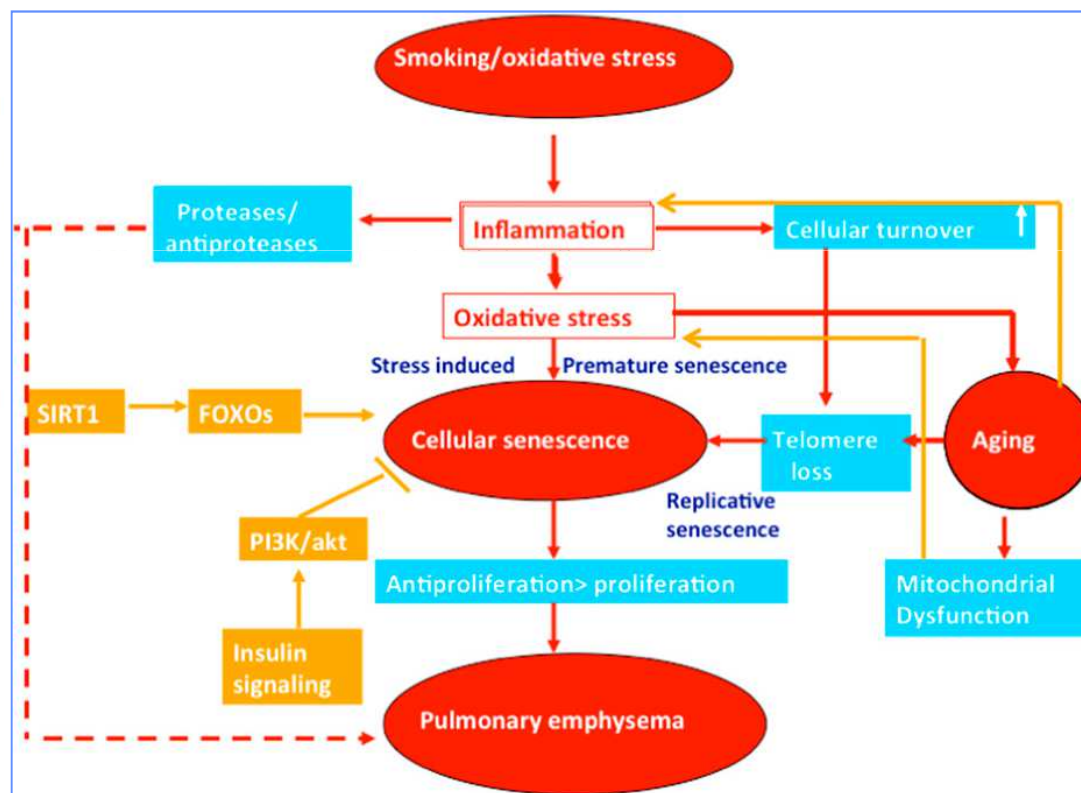 Smoking/oxidative stress
Proteases/
antiproteases
Inflammation
Cellular turnover
Oxidative stress
Stress induced
Premature senescence
SIRT1
FOXOs
Cellular senescence
Telomere
loss
Aging
Replicative
senescence
PI3K/akt
Antiproliferation> proliferation
Mitochondrial
Dysfunction
Insulin
signaling
Pulmonary emphysema